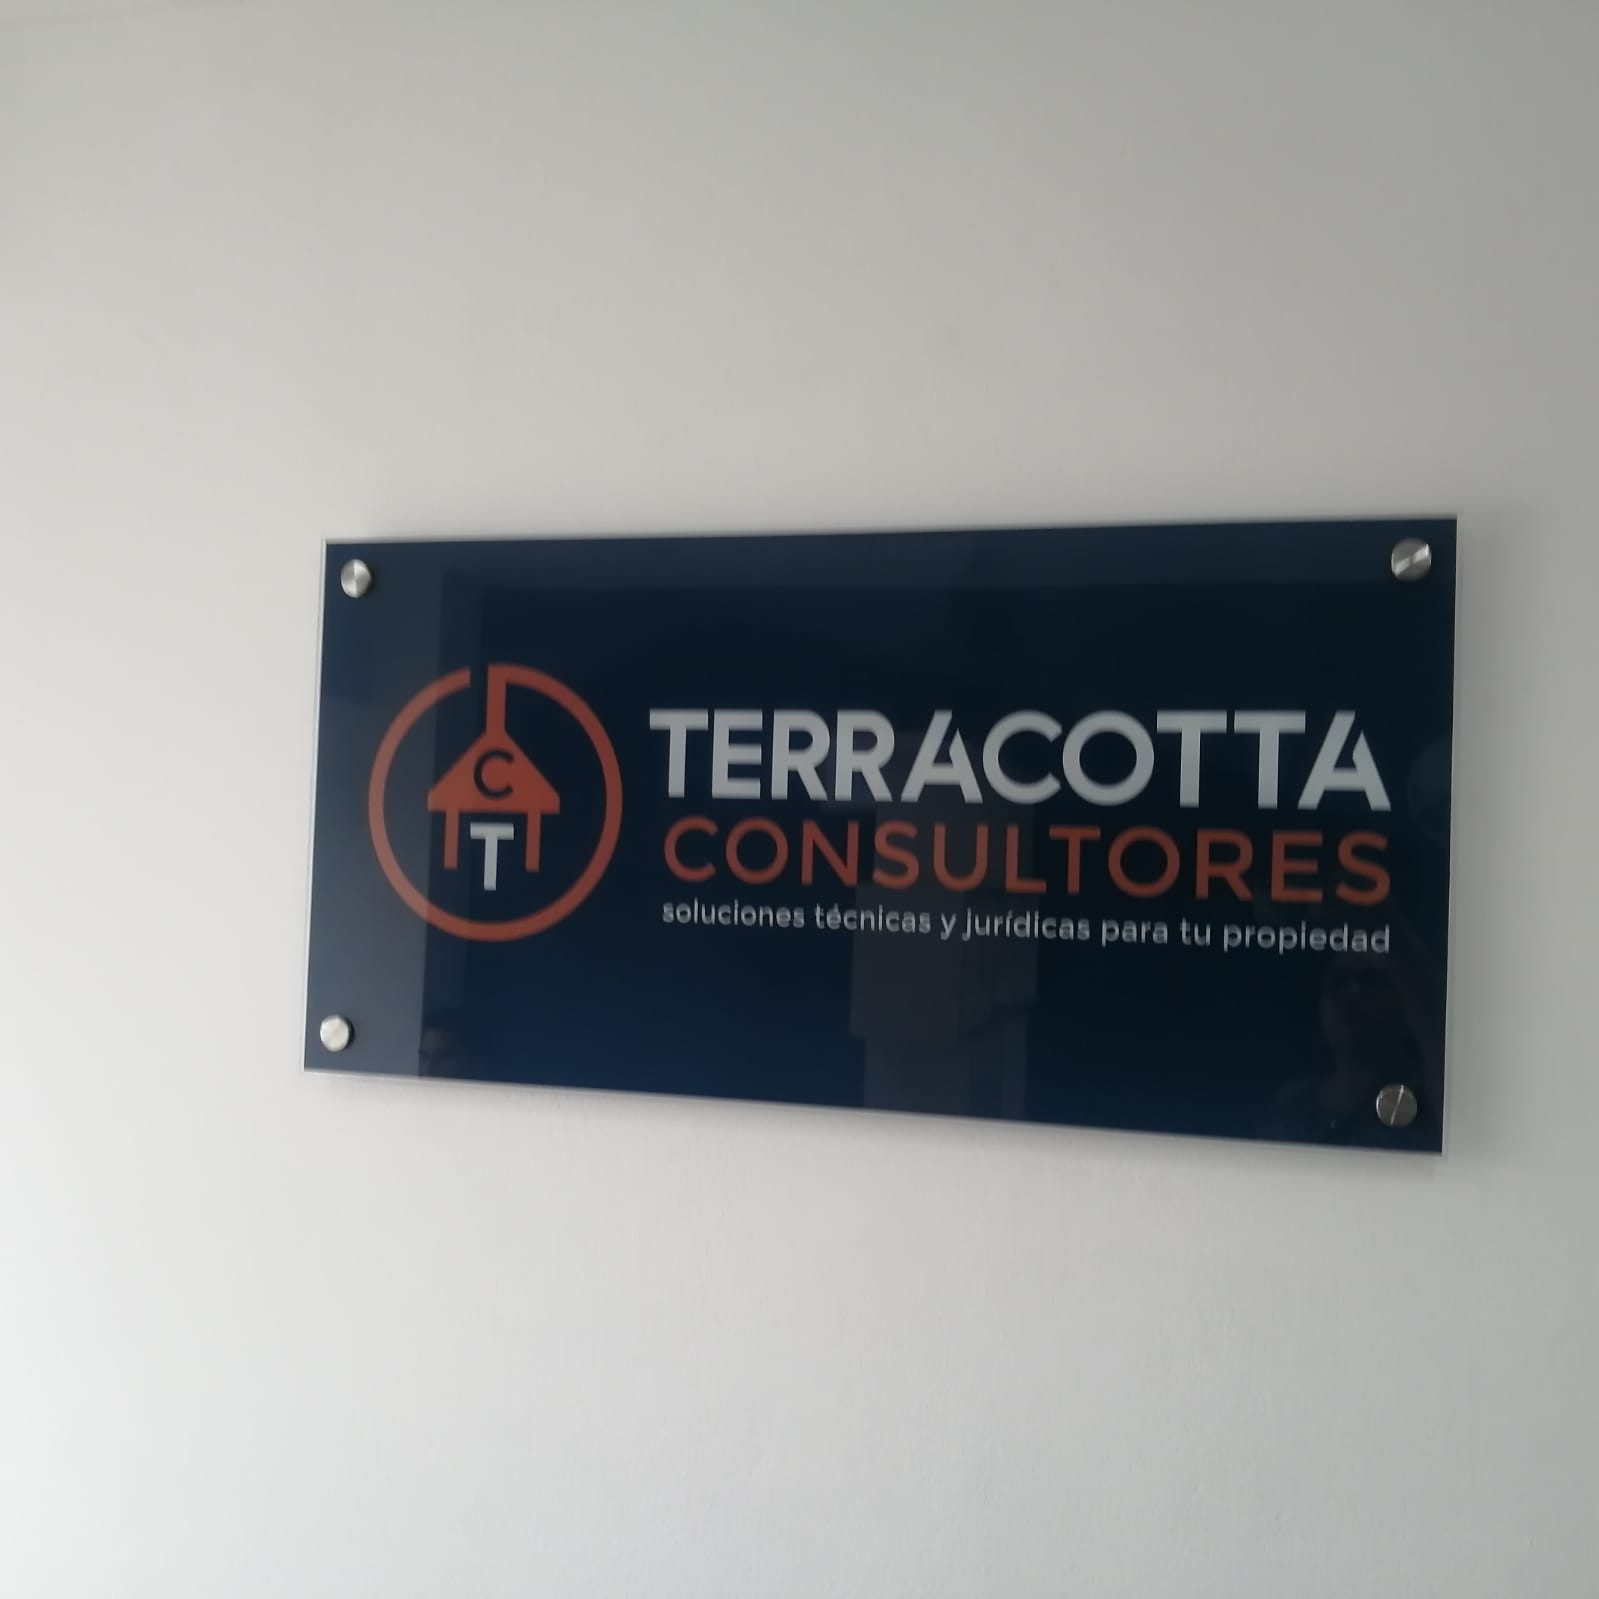 C
T
TERRACOTTA
CONSULTORES
soluciones técnicas y jurídicas para tu propiedad